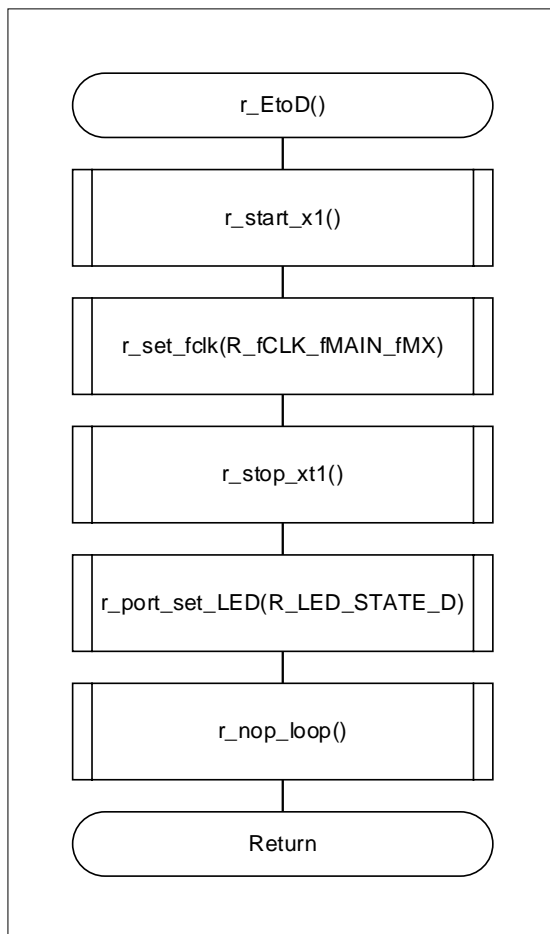 r_EtoD()
r_start_x1()
r_set_fclk(R_fCLK_fMAIN_fMX)
r_stop_xt1()
r_port_set_LED(R_LED_STATE_D)
r_nop_loop()
Return